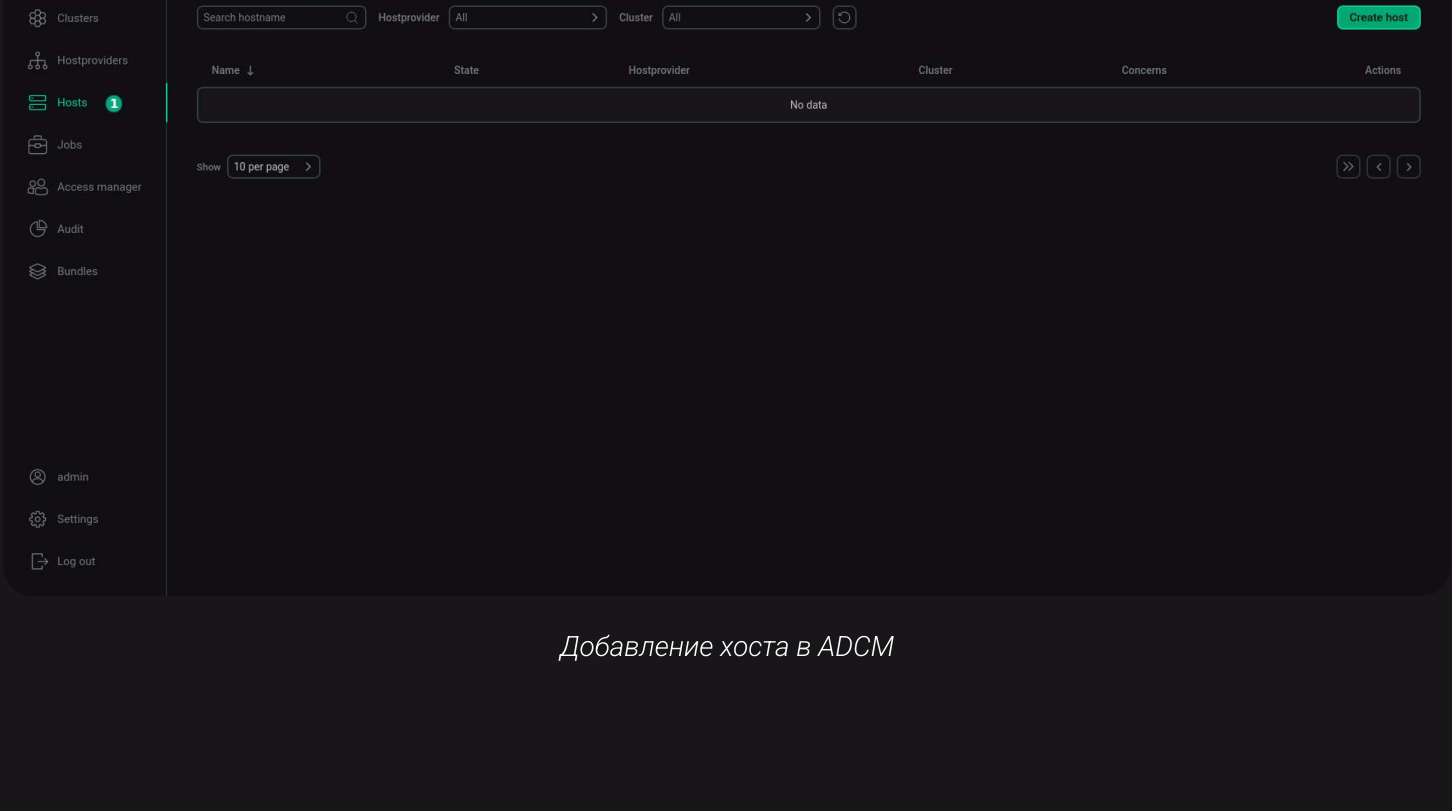 Clusters
Search hostname Hostprovider All Cluster All Create host
Hostproviders
Name State Hostprovider Cluster Concerns Actions
Hosts 1
No data
Jobs
Show 10 per page
Access manager
Audit
Bundles
admin
Settings
Log out
Добавление хоста в ADCM